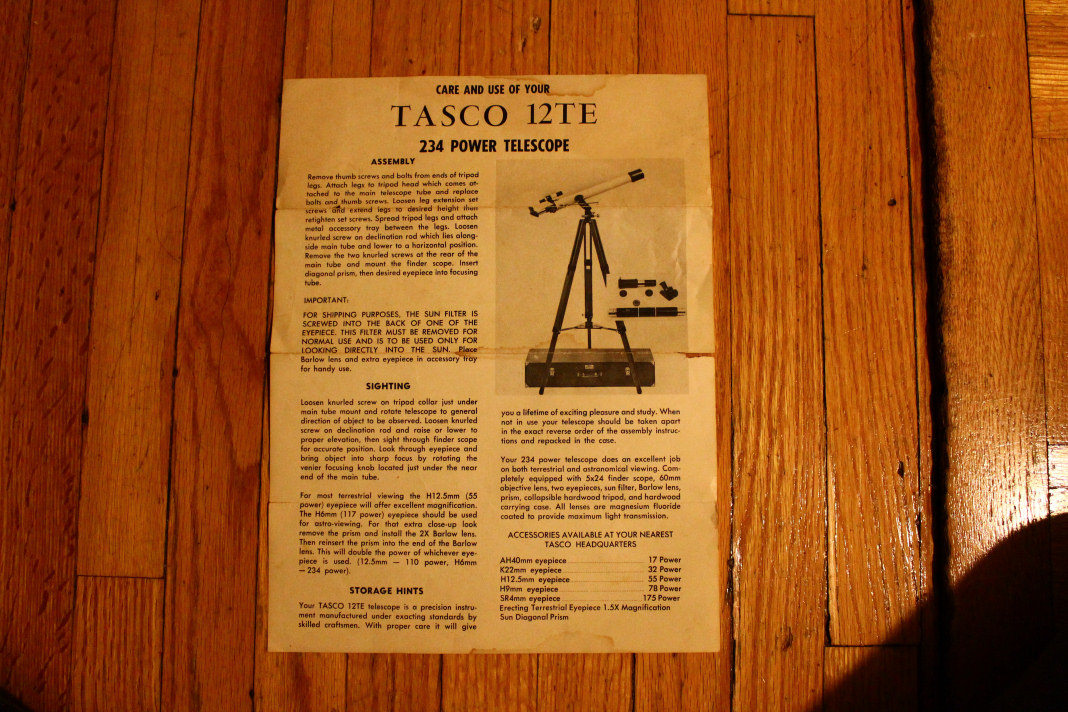 CARE AND USE OF YOUR
TASCO 12TE
234 POWER TELESCOPE
ASSEMBLY
Remove thumb screws and bolts from ends of tripod
legs. Attach legs to tripod head which comes at-
tached to the main telescope tube and replace
bolts and thumb screws. Loosen leg extension set
screws and extend legs to desired height then
retighten set screws. Spread tripod legs and attach
metal accessory tray between the legs. Loosen
knurled screw on declination rod which lies along-
side main tube and lower to a horizontal position.
Remove the two knurled screws at the rear of the
main tube and mount the finder scope. Insert
diagonal prism, then desired eyepiece into focusing
tube.
IMPORTANT:
FOR SHIPPING PURPOSES, THE SUN FILTER IS
SCREWED INTO THE BACK OF ONE OF THE
EYEPIECE. THIS FILTER MUST BE REMOVED FOR
NORMAL USE AND IS TO BE USED ONLY FOR
LOOKING DIRECTLY INTO THE SUN. Place
Barlow lens and extra eyepiece in accessory tray
for handy use.
SIGHTING
Loosen knurled screw on tripod collar just under
main tube mount and rotate telescope to general
direction of object to be observed. Loosen knurled
screw on declination rod and raise or lower to
proper elevation, then sight through finder scope
for accurate position. Look through eyepiece and
bring object into sharp focus by rotating the
venier focusing knob located just under the near
end of the main tube.
For most terrestrial viewing the H12.5mm (55
power) eyepiece will offer excellent magnification.
The H6mm (117 power) eyepiece should be used
for astro-viewing. For that extra close-up look
remove the prism and install the 2X Barlow lens.
Then reinsert the prism into the end of the Barlow
lens. This will double the power of whichever eye-
piece is used. (12.5mm — 110 power, H6mm
— 234 power).
STORAGE HINTS
Your TASCO 12TE telescope is a precision instru-
ment manufactured under exacting standards by
skilled craftsmen. With proper care it will give
you a lifetime of exciting pleasure and study. When
not in use your telescope should be taken apart
in the exact reverse order of the assembly instruc-
tions and repacked in the case.
Your 234 power telescope does an excellent job
on both terrestrial and astranomical viewing. Com-
pletely equipped with 5x24 finder scope, 60mm
objective lens, two eyepieces, sun filter, Barlow lens,
prism, collapsible hardwood tripod, and hardwood
carrying case. All lenses are magnesium fluoride
coated to provide maximum light transmission.
ACCESSORIES AVAILABLE AT YOUR NEAREST
TASCO HEADQUARTERS
AH40mm eyepiece 17 Power
K22mm eyepiece 32 Power
H12.5mm eyepiece 55 Power
H9mm eyepiece 78 Power
SR4mm eyepiece 175 Power
Erecting Terrestrial Eyopiece 1.5X Magnification
Sun Diagonal Prism